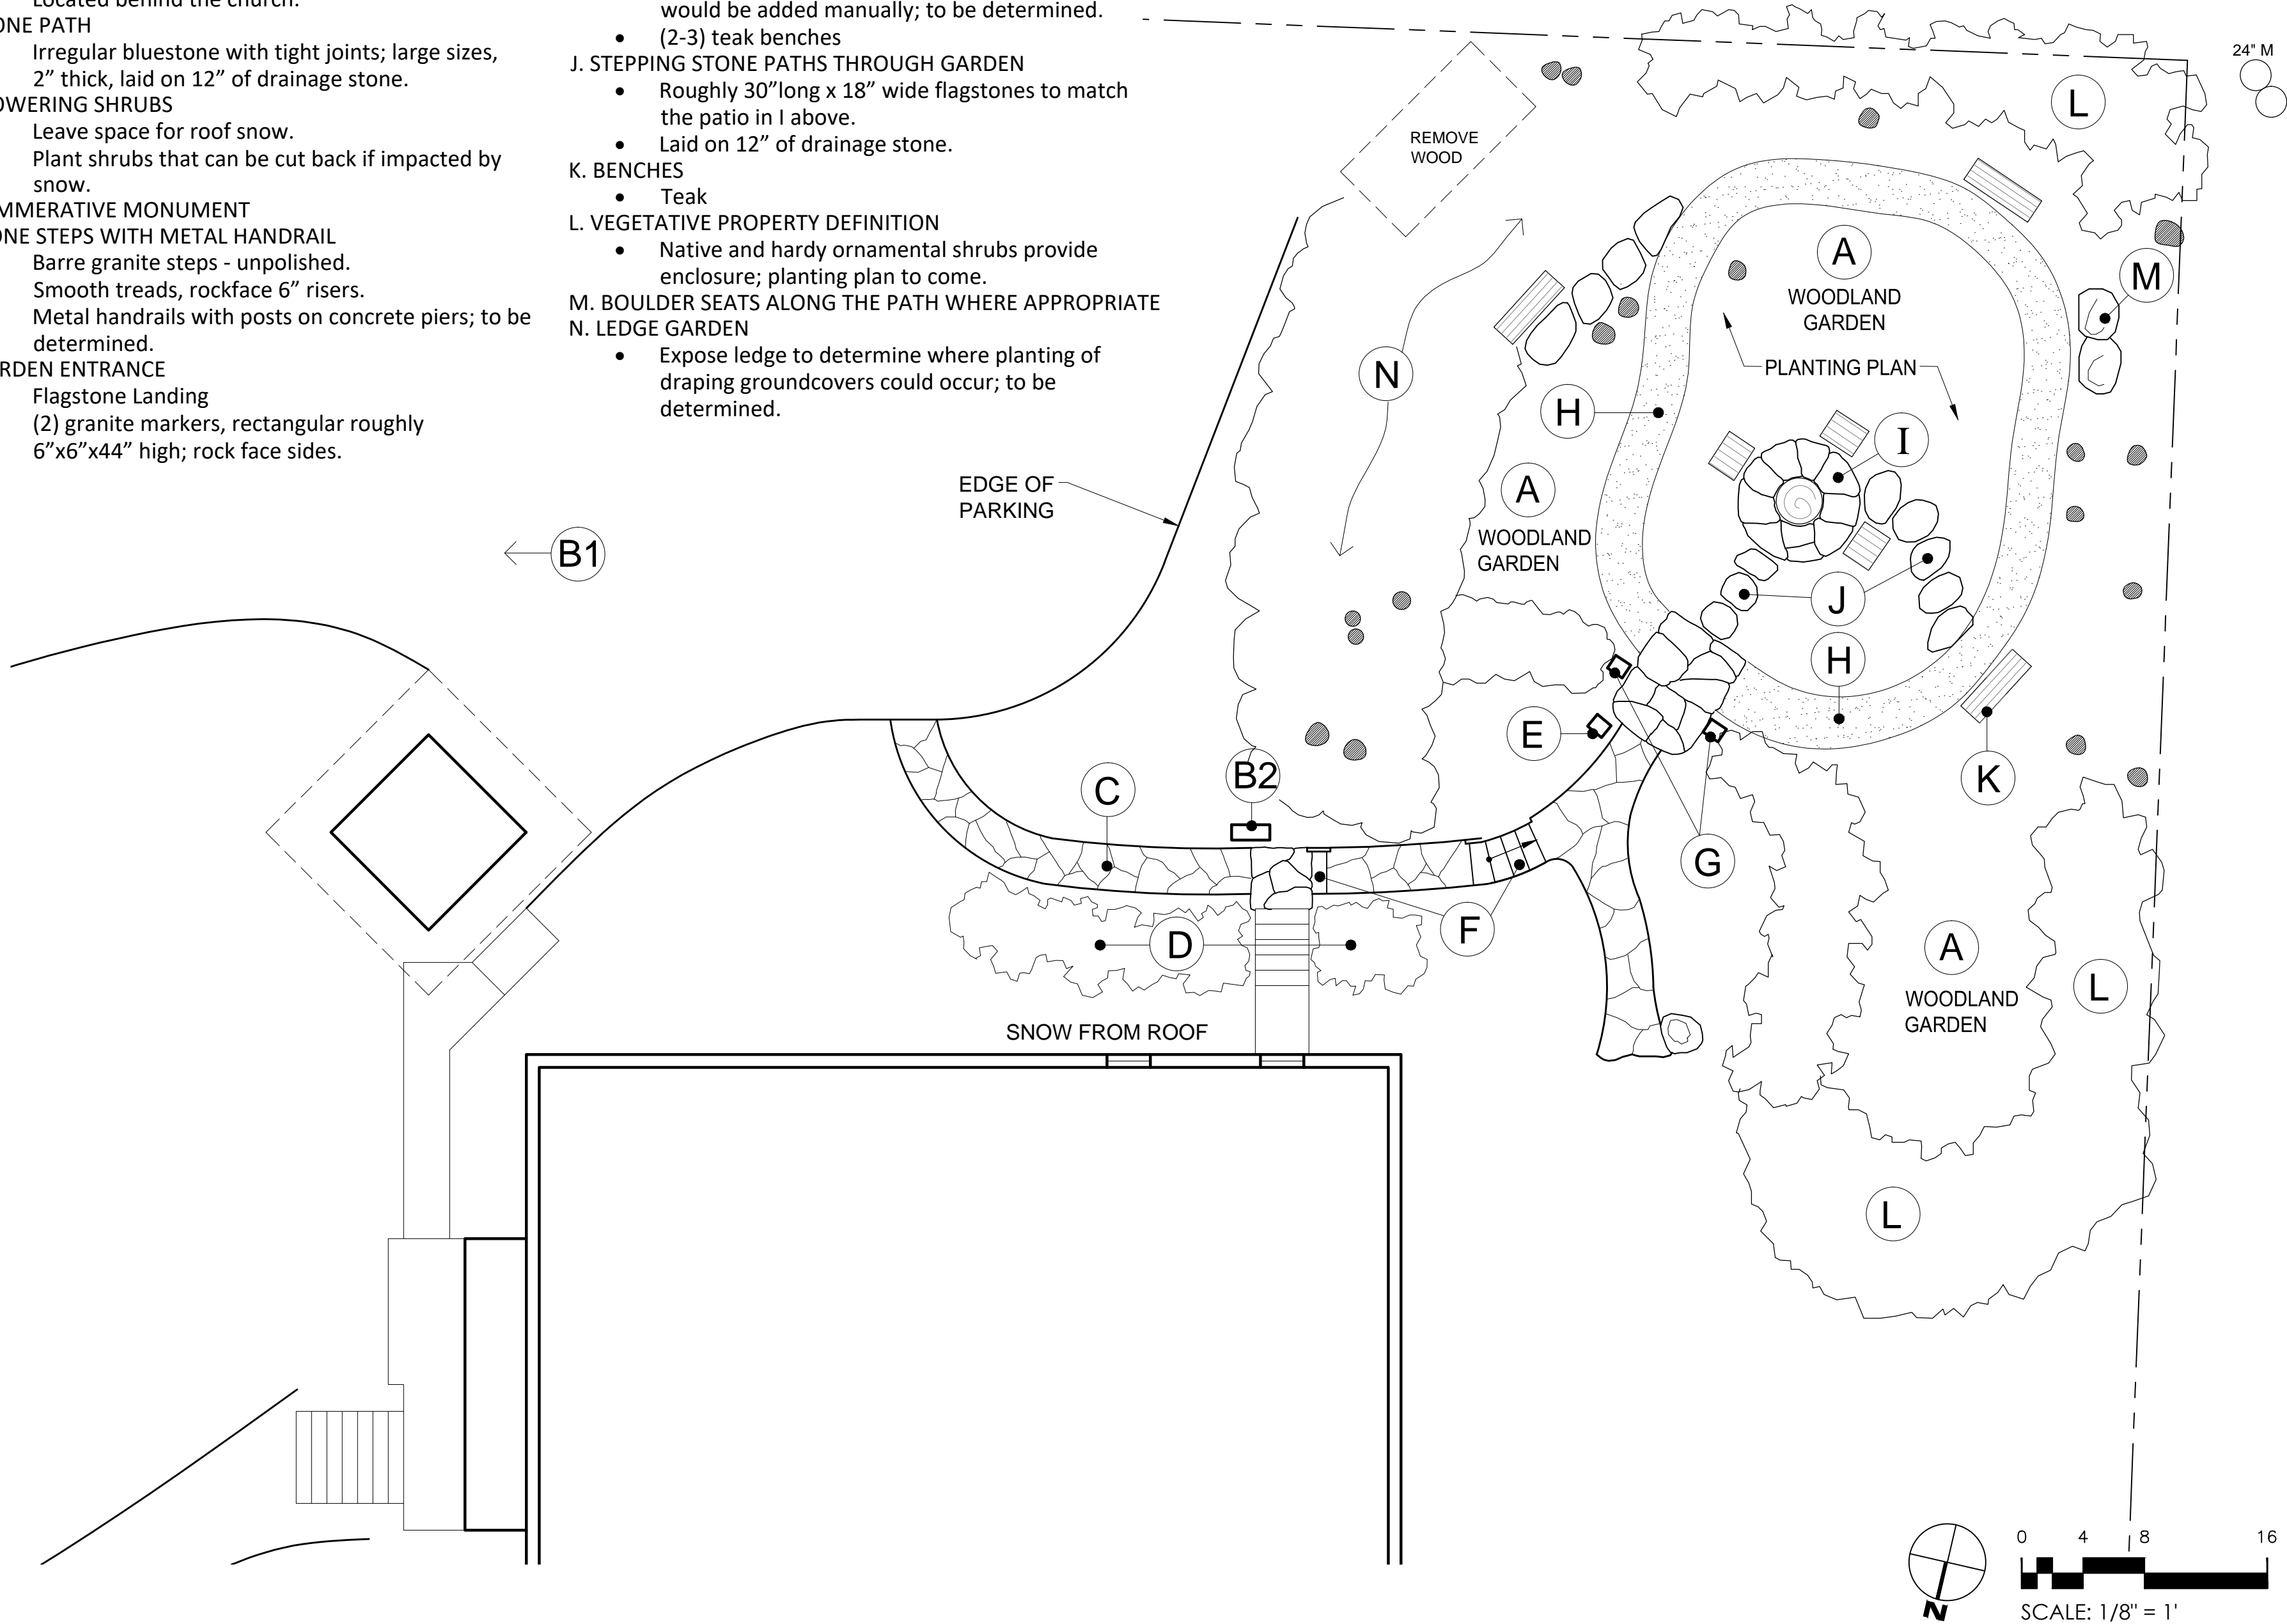 Located behind the church.
ONE PATH
Irregular bluestone with tight joints; large sizes,
2” thick, laid on 12” of drainage stone.
OWERING SHRUBS
Leave space for roof snow.
Plant shrubs that can be cut back if impacted by
snow.
MMERATIVE MONUMENT
ONE STEPS WITH METAL HANDRAIL
Barre granite steps - unpolished.
Smooth treads, rockface 6” risers.
Metal handrails with posts on concrete piers; to be
determined.
RDEN ENTRANCE
Flagstone Landing
(2) granite markers, rectangular roughly
6”x6”x44” high; rock face sides.
would be added manually; to be determined.
• (2-3) teak benches
J. STEPPING STONE PATHS THROUGH GARDEN
• Roughly 30”long x 18” wide flagstones to match
the patio in I above.
• Laid on 12” of drainage stone.
K. BENCHES
• Teak
L. VEGETATIVE PROPERTY DEFINITION
• Native and hardy ornamental shrubs provide
enclosure; planting plan to come.
M. BOULDER SEATS ALONG THE PATH WHERE APPROPRIATE
N. LEDGE GARDEN
• Expose ledge to determine where planting of
draping groundcovers could occur; to be
determined.
24" M
L
REMOVE
WOOD
A
WOODLAND
GARDEN
M
PLANTING PLAN
N
H
I
A
WOODLAND
GARDEN
EDGE OF
PARKING
B1
J
H
E
K
B2
C
G
F
D
A
WOODLAND
GARDEN
L
SNOW FROM ROOF
L
N
0 4 8 16
SCALE: 1/8" = 1'